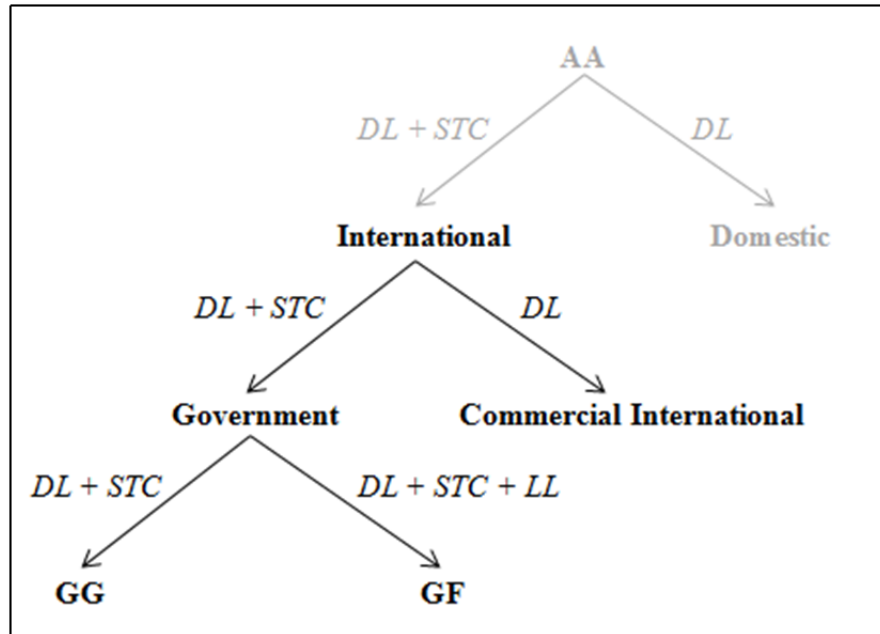 AA
DL + STC
DL
International
Domestic
DL + STC
DL
Government
Commercial International
DL + STC
DL + STC + LL
GG
GF